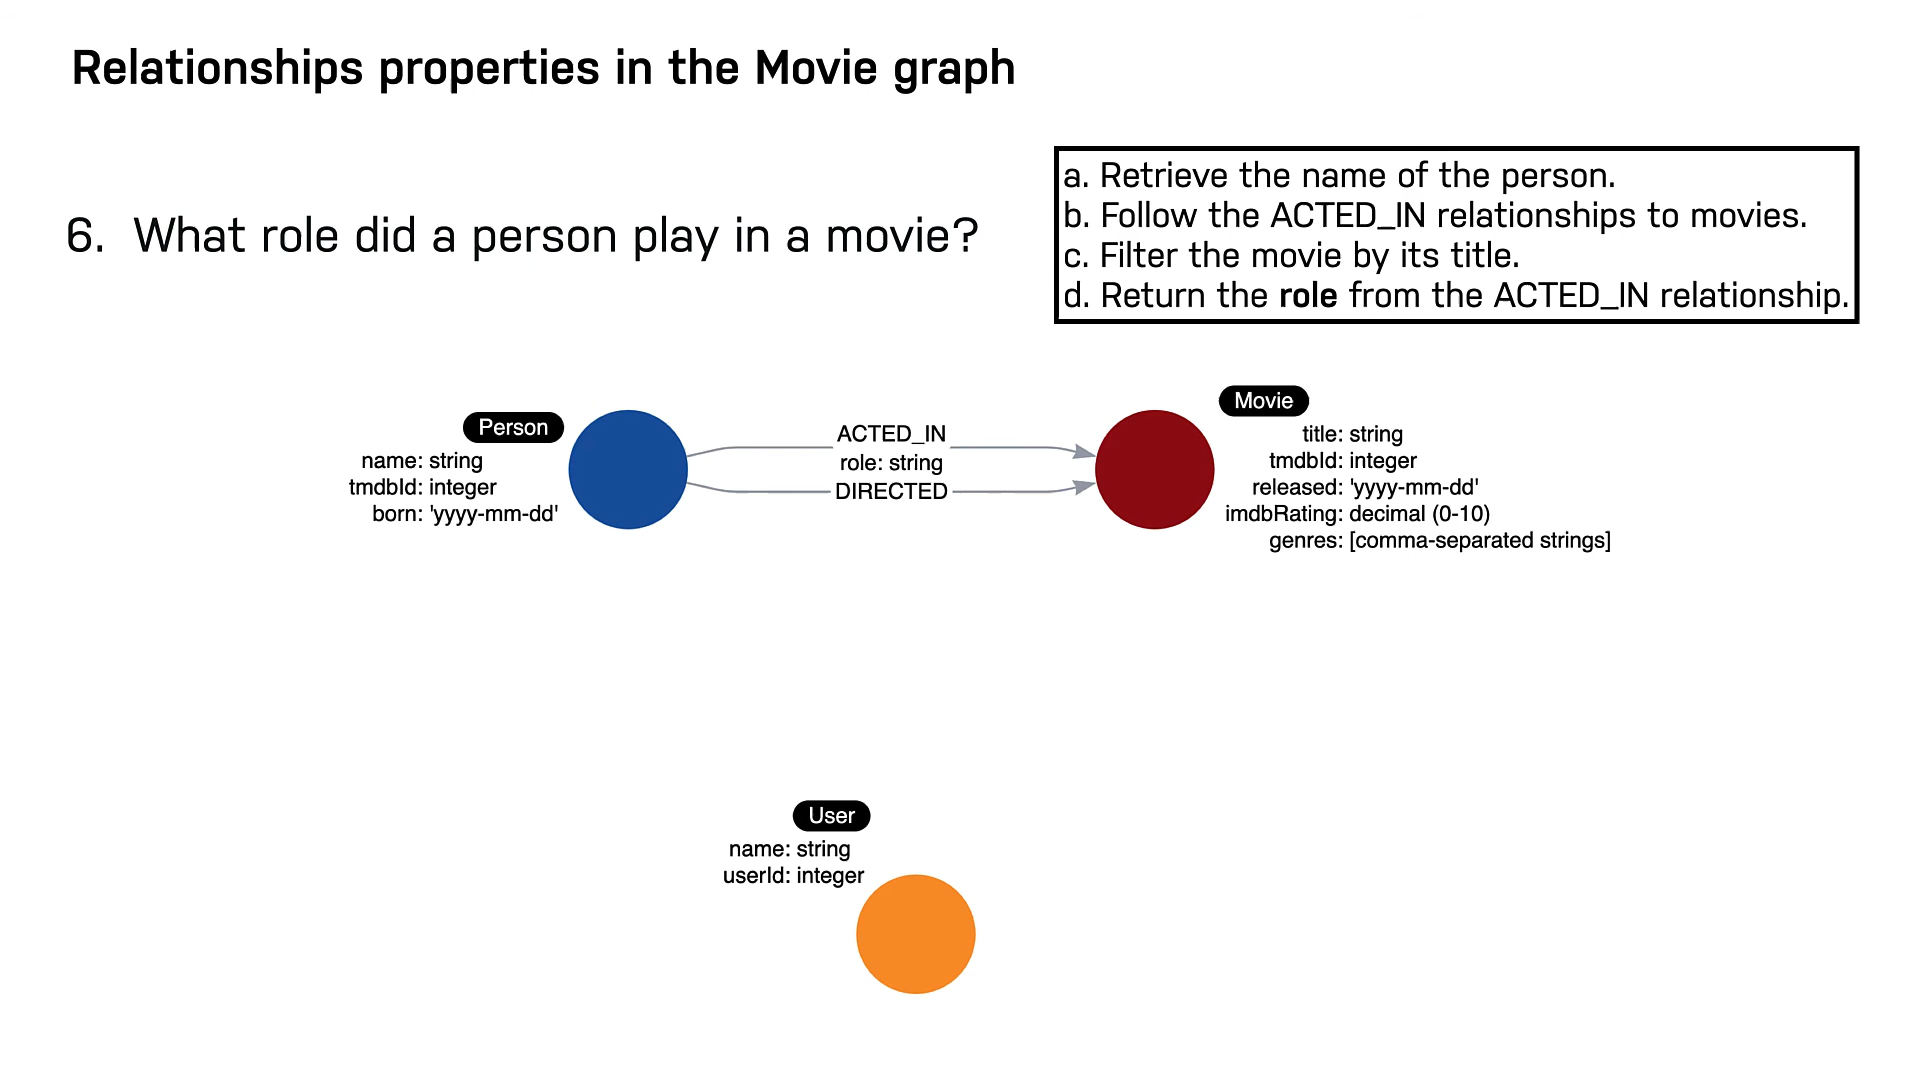 Relationships properties in the Movie graph
6. What role did a person play in a movie?
a. Retrieve the name of the person.
b. Follow the ACTED_IN relationships to movies.
c. Filter the movie by its title.
d. Return the role from the ACTED_IN relationship.
Person
name: string
tmdbId: integer
born: 'yyyy-mm-dd'
ACTED_IN
role: string
DIRECTED
Movie
title: string
tmdbId: integer
released: 'yyyy-mm-dd'
imdbRating: decimal (0-10)
genres: [comma-separated strings]
User
name: string
userId: integer